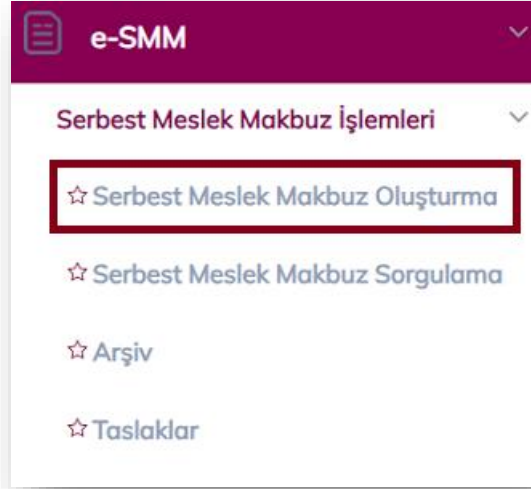 e-SMM
Serbest Meslek Makbuz İşlemleri
Serbest Meslek Makbuz Oluşturma
Serbest Meslek Makbuz Sorgulama
Arşiv
Taslaklar